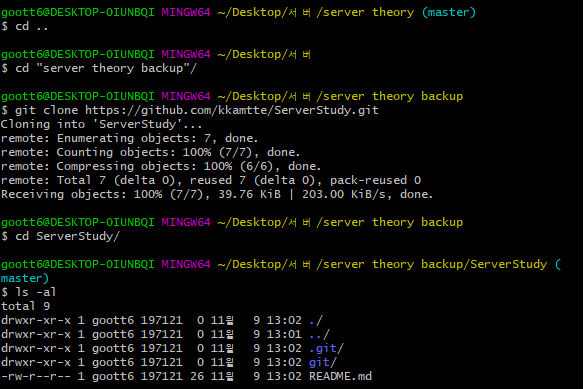 goott6@DESKTOP-OIUNBQI MINGW64 ~/Desktop/서버/server theory (master)
$ cd ..
goott6@DESKTOP-OIUNBQI MINGW64 ~/Desktop/서버
$ cd "server theory backup"/
goott6@DESKTOP-OIUNBQI MINGW64 ~/Desktop/서버/server theory backup
$ git clone https://github.com/kkamtte/ServerStudy.git
Cloning into 'ServerStudy'...
remote: Enumerating objects: 7, done.
remote: Counting objects: 100% (7/7), done.
remote: Compressing objects: 100% (6/6), done.
remote: Total 7 (delta 0), reused 7 (delta 0), pack-reused 0
Receiving objects: 100% (7/7), 39.76 KiB | 203.00 KiB/s, done.
goott6@DESKTOP-OIUNBQI MINGW64 ~/Desktop/서버/server theory backup
$ cd ServerStudy/
goott6@DESKTOP-OIUNBQI MINGW64 ~/Desktop/서버/server theory backup/ServerStudy (
master)
$ ls -al
total 9
drwxr-xr-x 1 goott6 197121  0 11월  9 13:02 ./
drwxr-xr-x 1 goott6 197121  0 11월  9 13:01 ../
drwxr-xr-x 1 goott6 197121  0 11월  9 13:02 .git/
drwxr-xr-x 1 goott6 197121  0 11월  9 13:02 git/
-rw-r--r-- 1 goott6 197121 26 11월  9 13:02 README.md